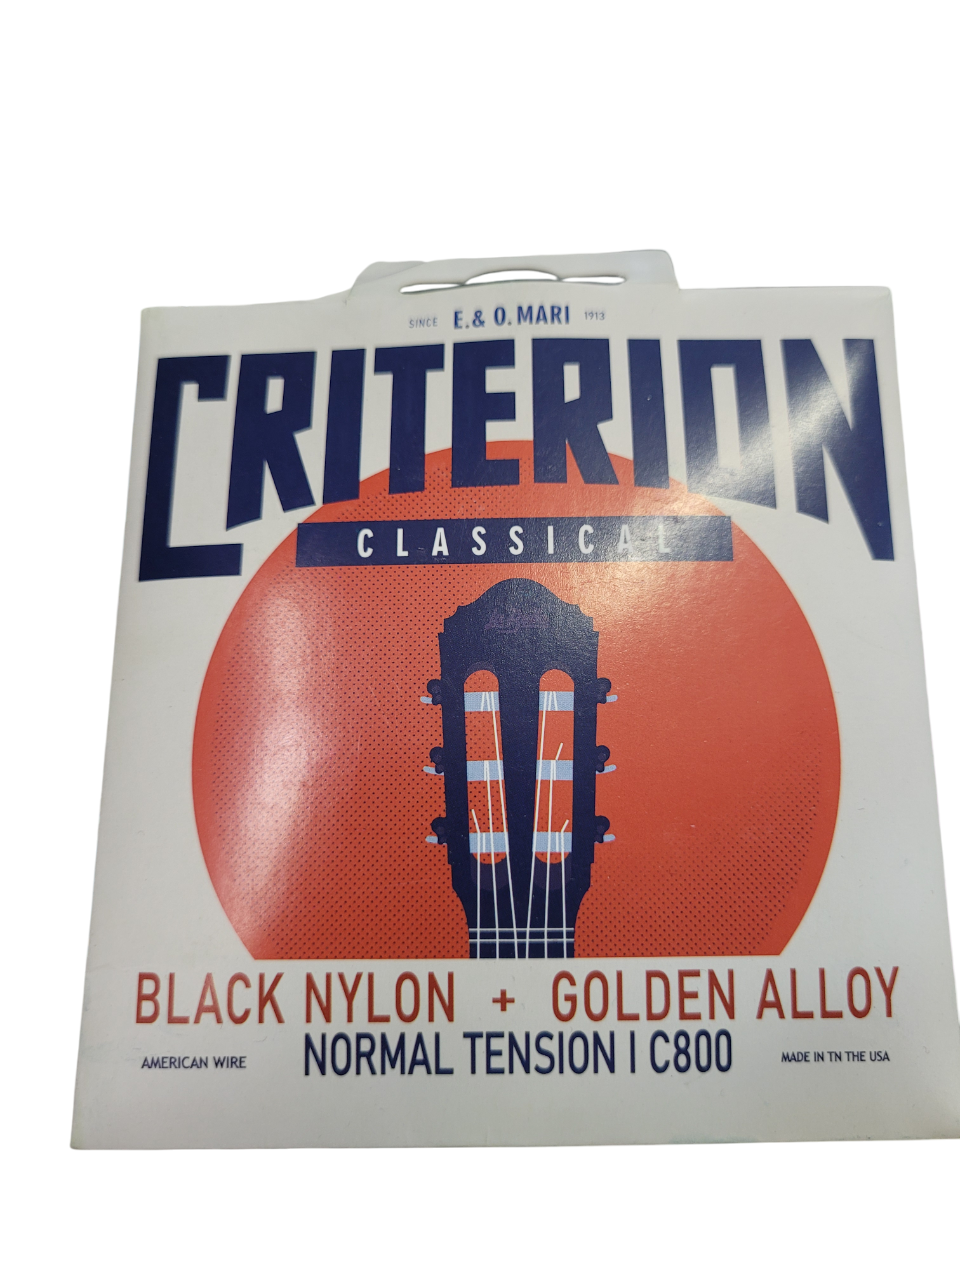 SINCE E.& O.MARI 1913
CRITERION
CLASSICAL
BLACK NYLON + GOLDEN ALLOY
NORMAL TENSION | C800
AMERICAN WIRE
MADE IN TN THE USA